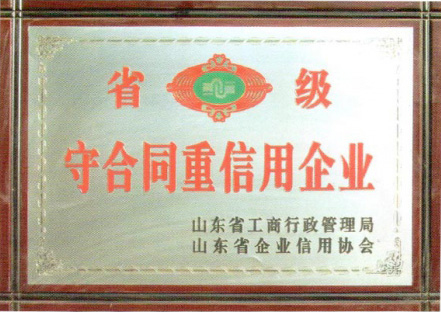 省 级
守合同重信用企业
山东省工商行政管理局
山东省企业信用协会